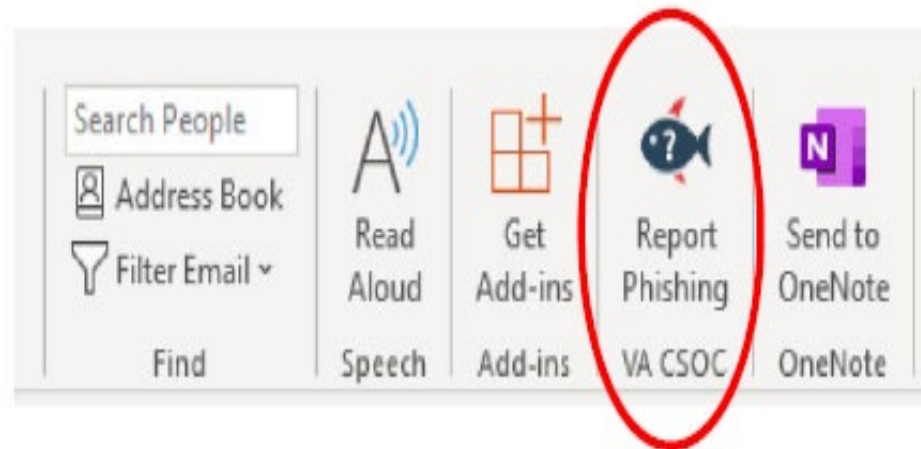 Search People
Address Book
Filter Email
Find
Read
Aloud
Speech
Get
Add-ins
Add-ins
?
Report
Phishing
VA CSOC
N
Send to
OneNote
OneNote